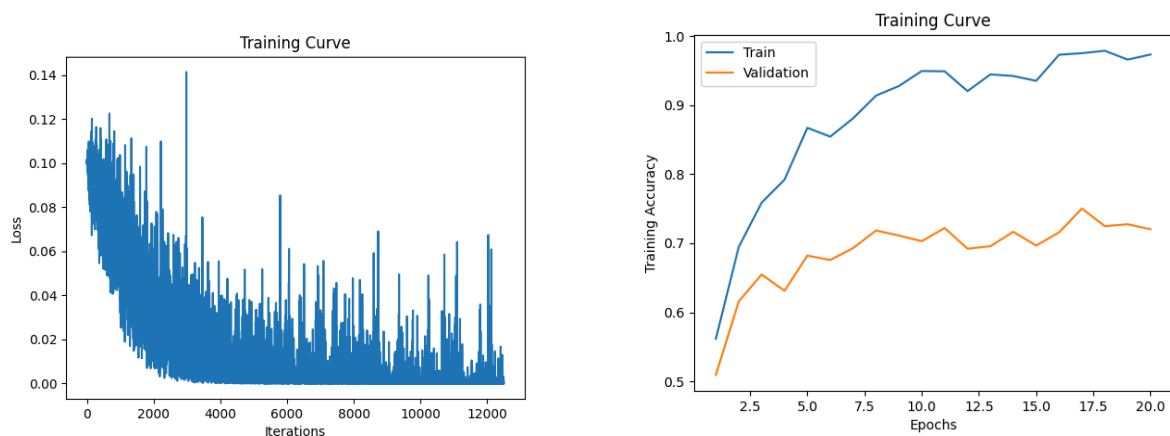 Training Curve
0.14
0.12
0.10
0.08
0.06
0.04
0.02
0.00
Loss
0 2000 4000 6000 8000 10000 12000
Iterations
Training Curve
Train
Validation
1.0
0.9
0.8
0.7
0.6
0.5
Training Accuracy
2.5 5.0 7.5 10.0 12.5 15.0 17.5 20.0
Epochs